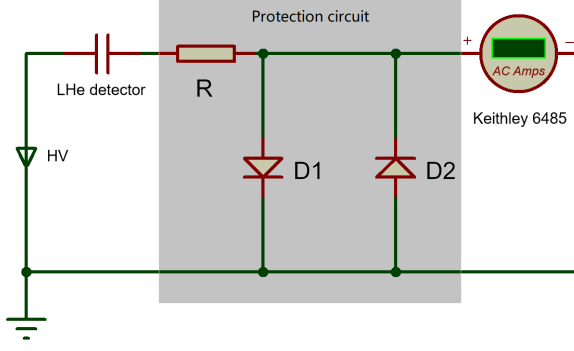 Protection circuit
+
−
AC Amps
LHe detector
R
Keithley 6485
HV
D1
D2